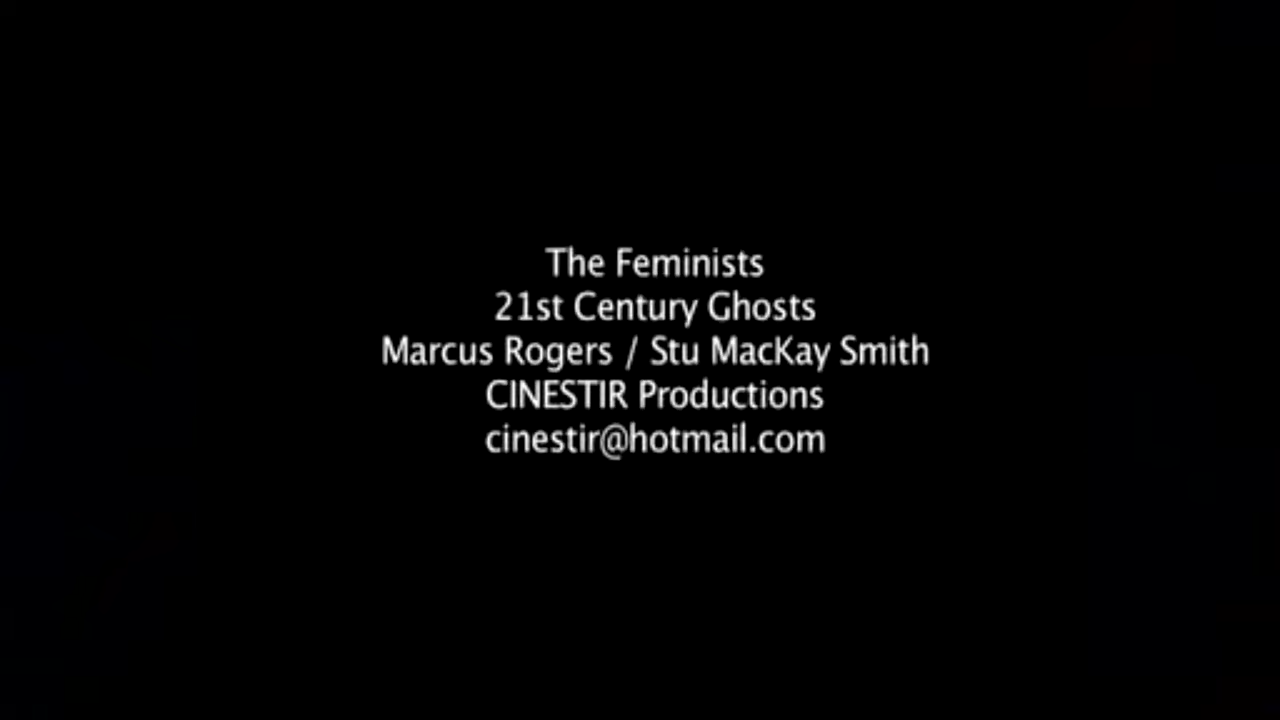 The Feminists
21st Century Ghosts
Marcus Rogers / Stu MacKay Smith
CINESTIR Productions
cinestir@hotmail.com